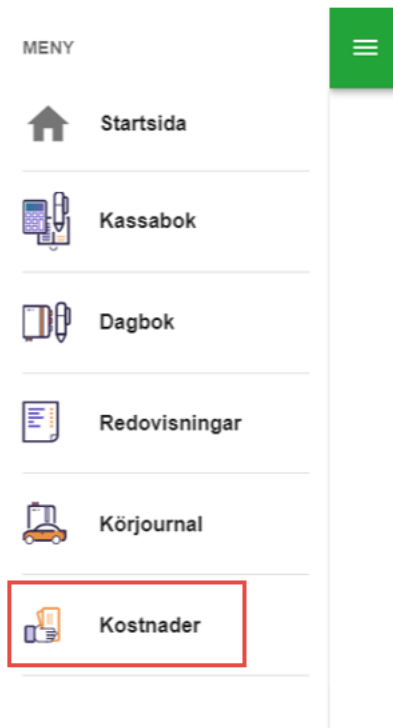 MENY
Startsida
Kassabok
Dagbok
Redovisningar
Körjournal
Kostnader